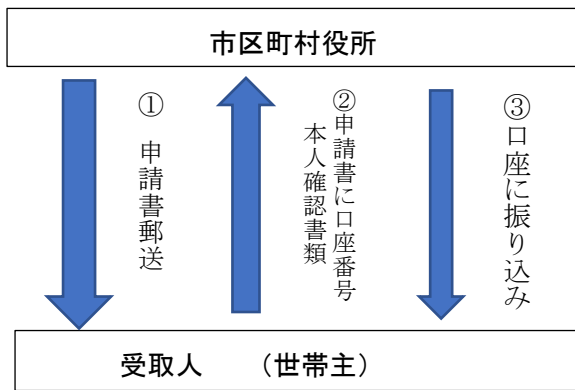 市区町村役所
① 申請書郵送
②申請書に口座番号
本人確認書類
③口座に振り込み
受取人 （世帯主）